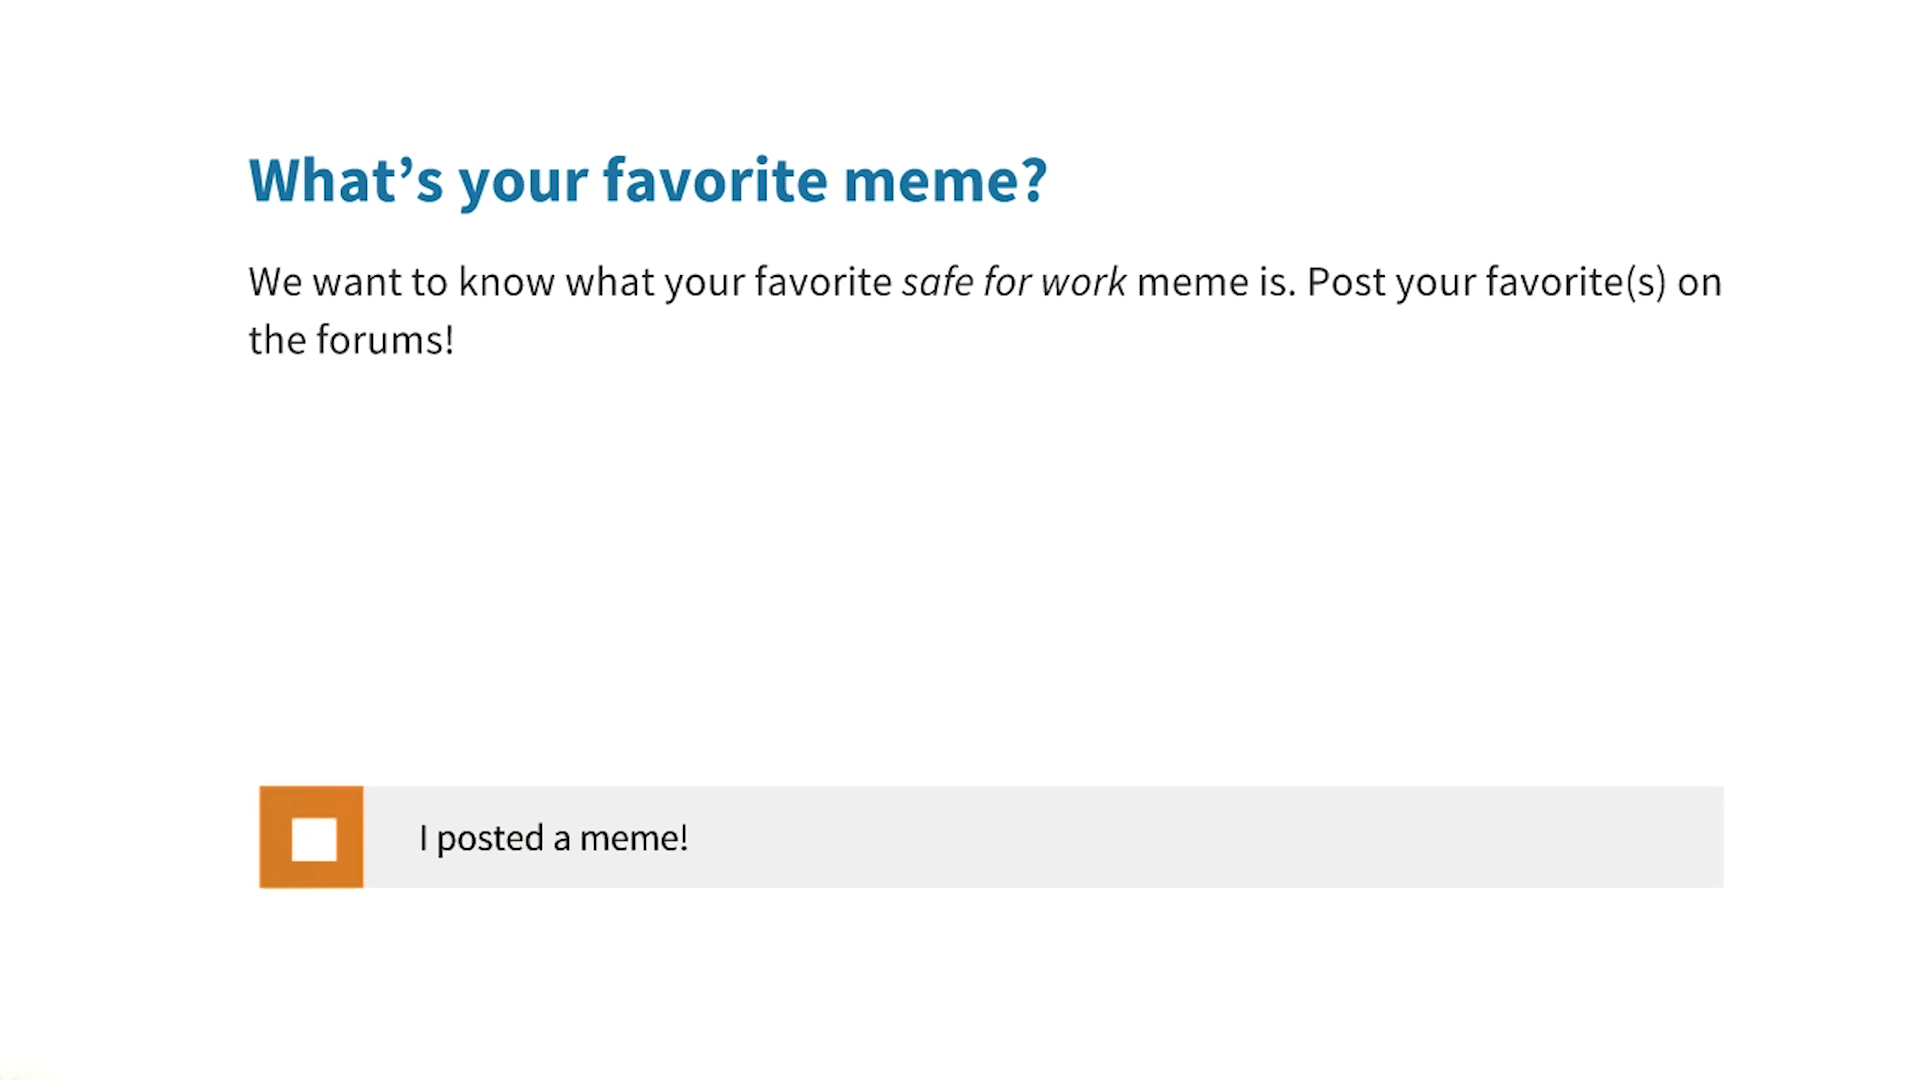 What’s your favorite meme?
We want to know what your favorite safe for work meme is. Post your favorite(s) on
the forums!
I posted a meme!